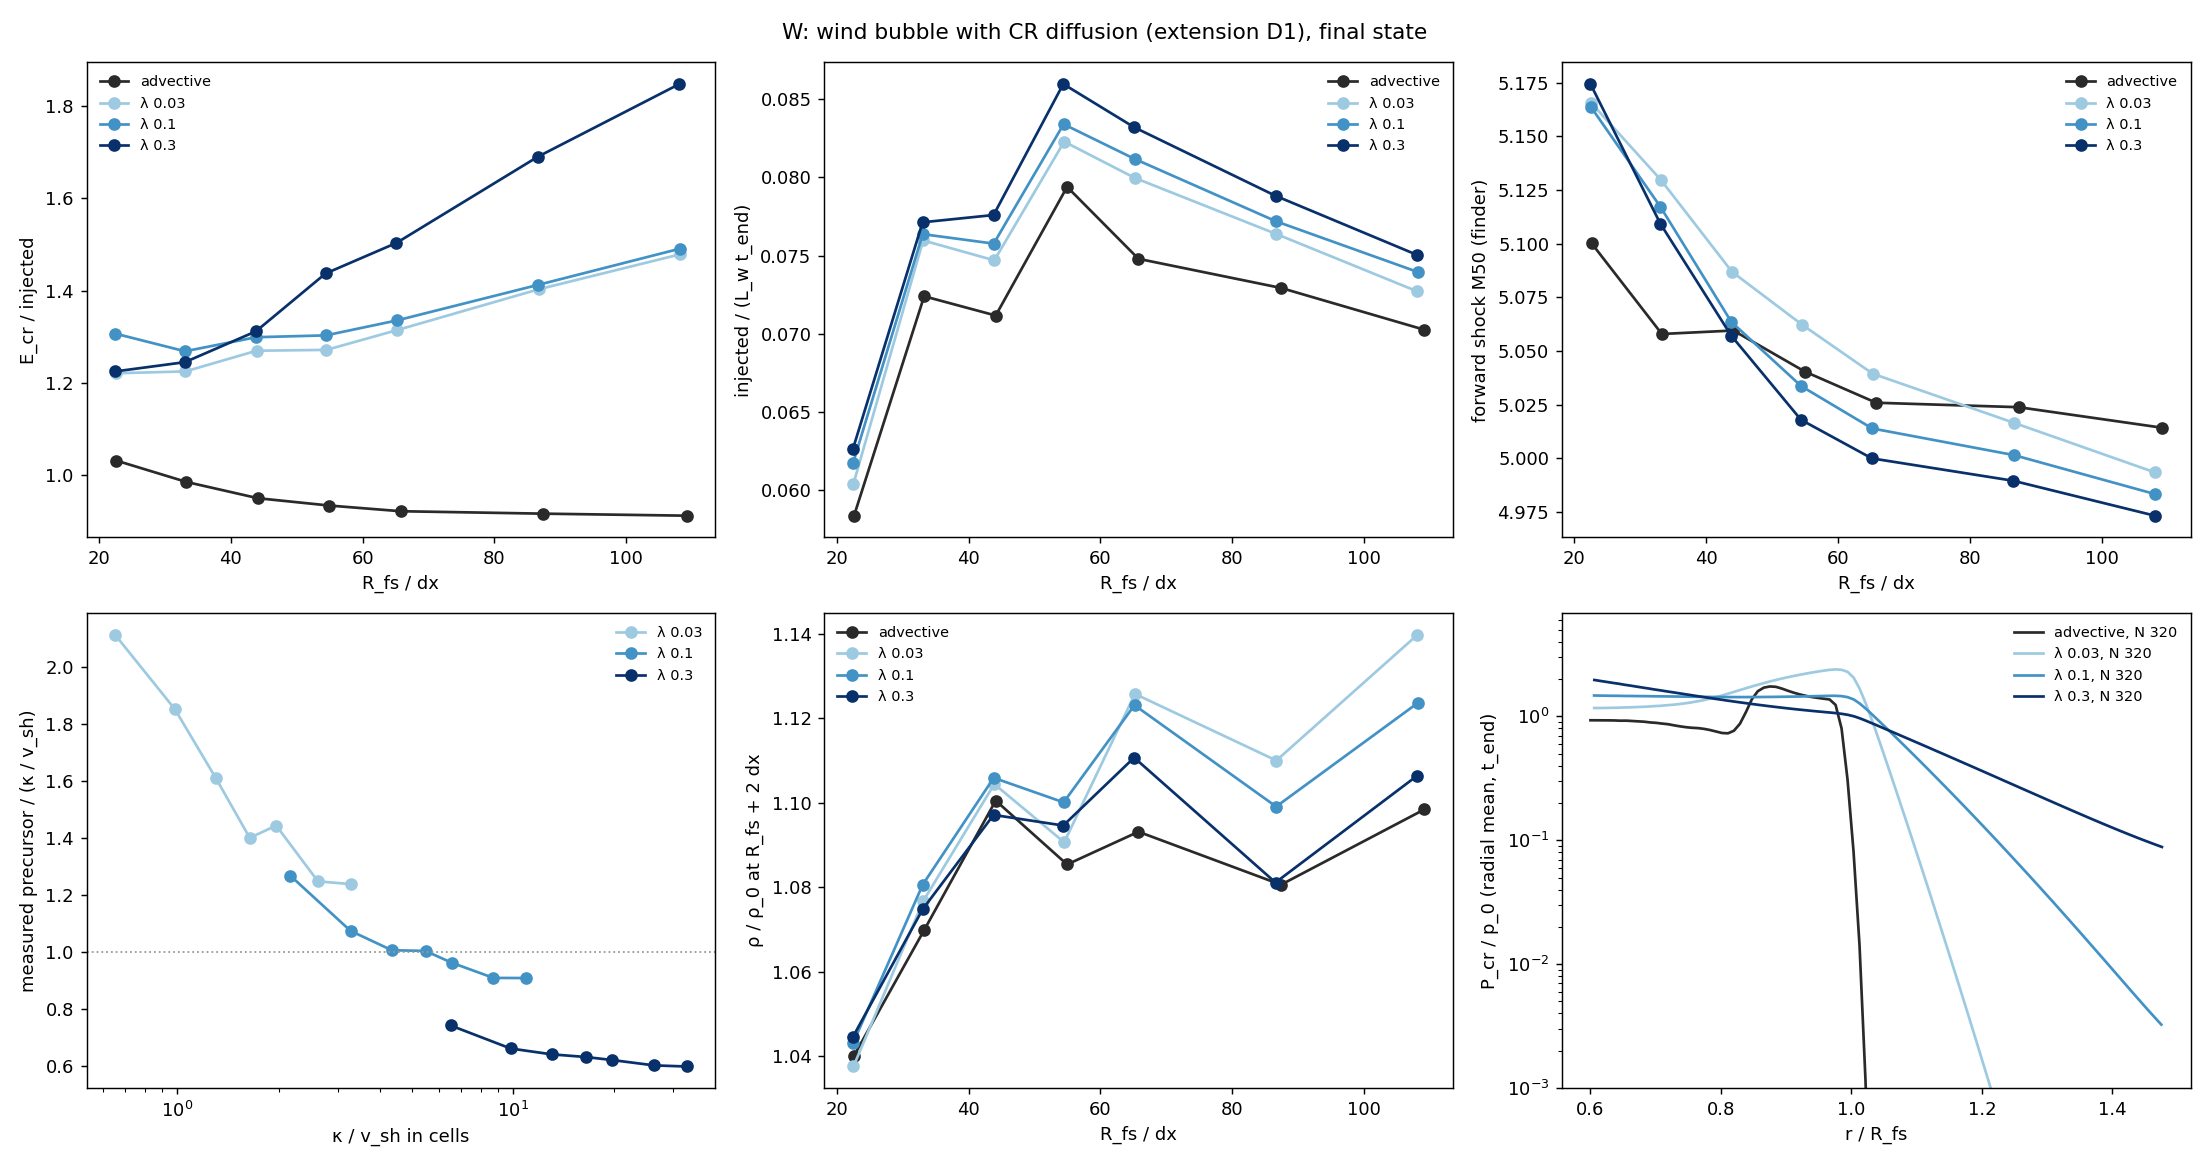 W: wind bubble with CR diffusion (extension D1), final state
E_cr / injected
1.8
1.6
1.4
1.2
1.0
advective
λ 0.03
λ 0.1
λ 0.3
20
40
60
80
100
R_fs / dx
injected / (L_w t_end)
0.085
0.080
0.075
0.070
0.065
0.060
advective
λ 0.03
λ 0.1
λ 0.3
20
40
60
80
100
R_fs / dx
forward shock M50 (finder)
5.175
5.150
5.125
5.100
5.075
5.050
5.025
5.000
4.975
advective
λ 0.03
λ 0.1
λ 0.3
20
40
60
80
100
R_fs / dx
measured precursor / (κ / v_sh)
2.0
1.8
1.6
1.4
1.2
1.0
0.8
0.6
λ 0.03
λ 0.1
λ 0.3
10⁰
10¹
κ / v_sh in cells
ρ / ρ_0 at R_fs + 2 dx
1.14
1.12
1.10
1.08
1.06
1.04
advective
λ 0.03
λ 0.1
λ 0.3
20
40
60
80
100
R_fs / dx
P_cr / p_0 (radial mean, t_end)
10⁰
10⁻¹
10⁻²
10⁻³
advective, N 320
λ 0.03, N 320
λ 0.1, N 320
λ 0.3, N 320
0.6
0.8
1.0
1.2
1.4
r / R_fs